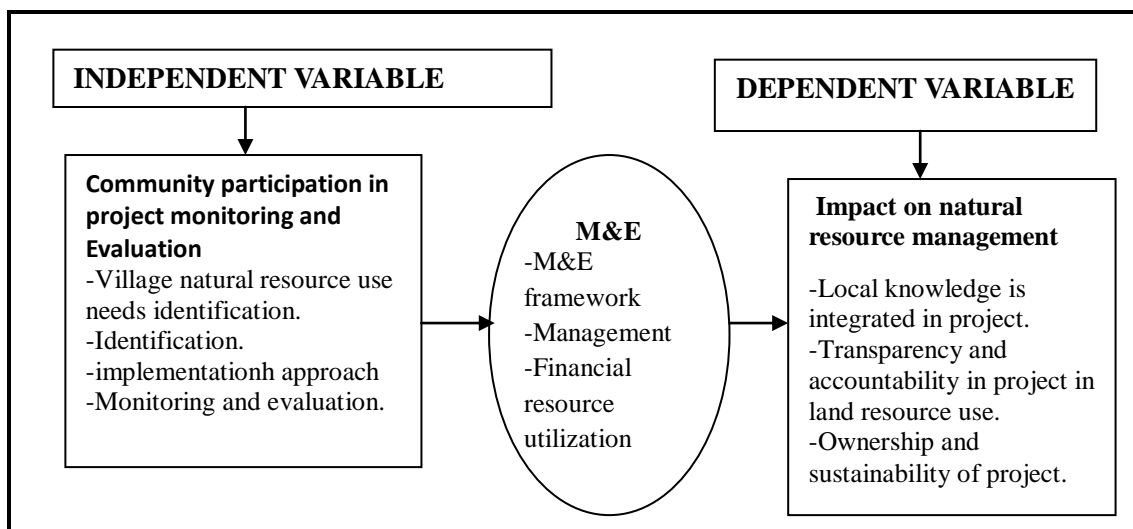 INDEPENDENT VARIABLE
Community participation in
project monitoring and
Evaluation
-Village natural resource use
needs identification.
-Identification.
-implementationh approach
-Monitoring and evaluation.
M&E
-M&E
framework
-Management
-Financial
resource
utilization
DEPENDENT VARIABLE
Impact on natural
resource management
-Local knowledge is
integrated in project.
-Transparency and
accountability in project in
land resource use.
-Ownership and
sustainability of project.